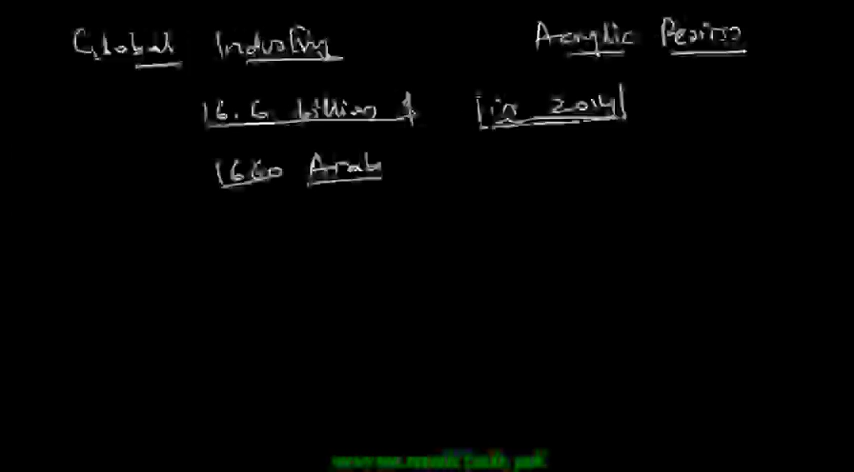 Global Industry Acrylic Resins
16.6 billion $ [in 2014]
1660 Arab